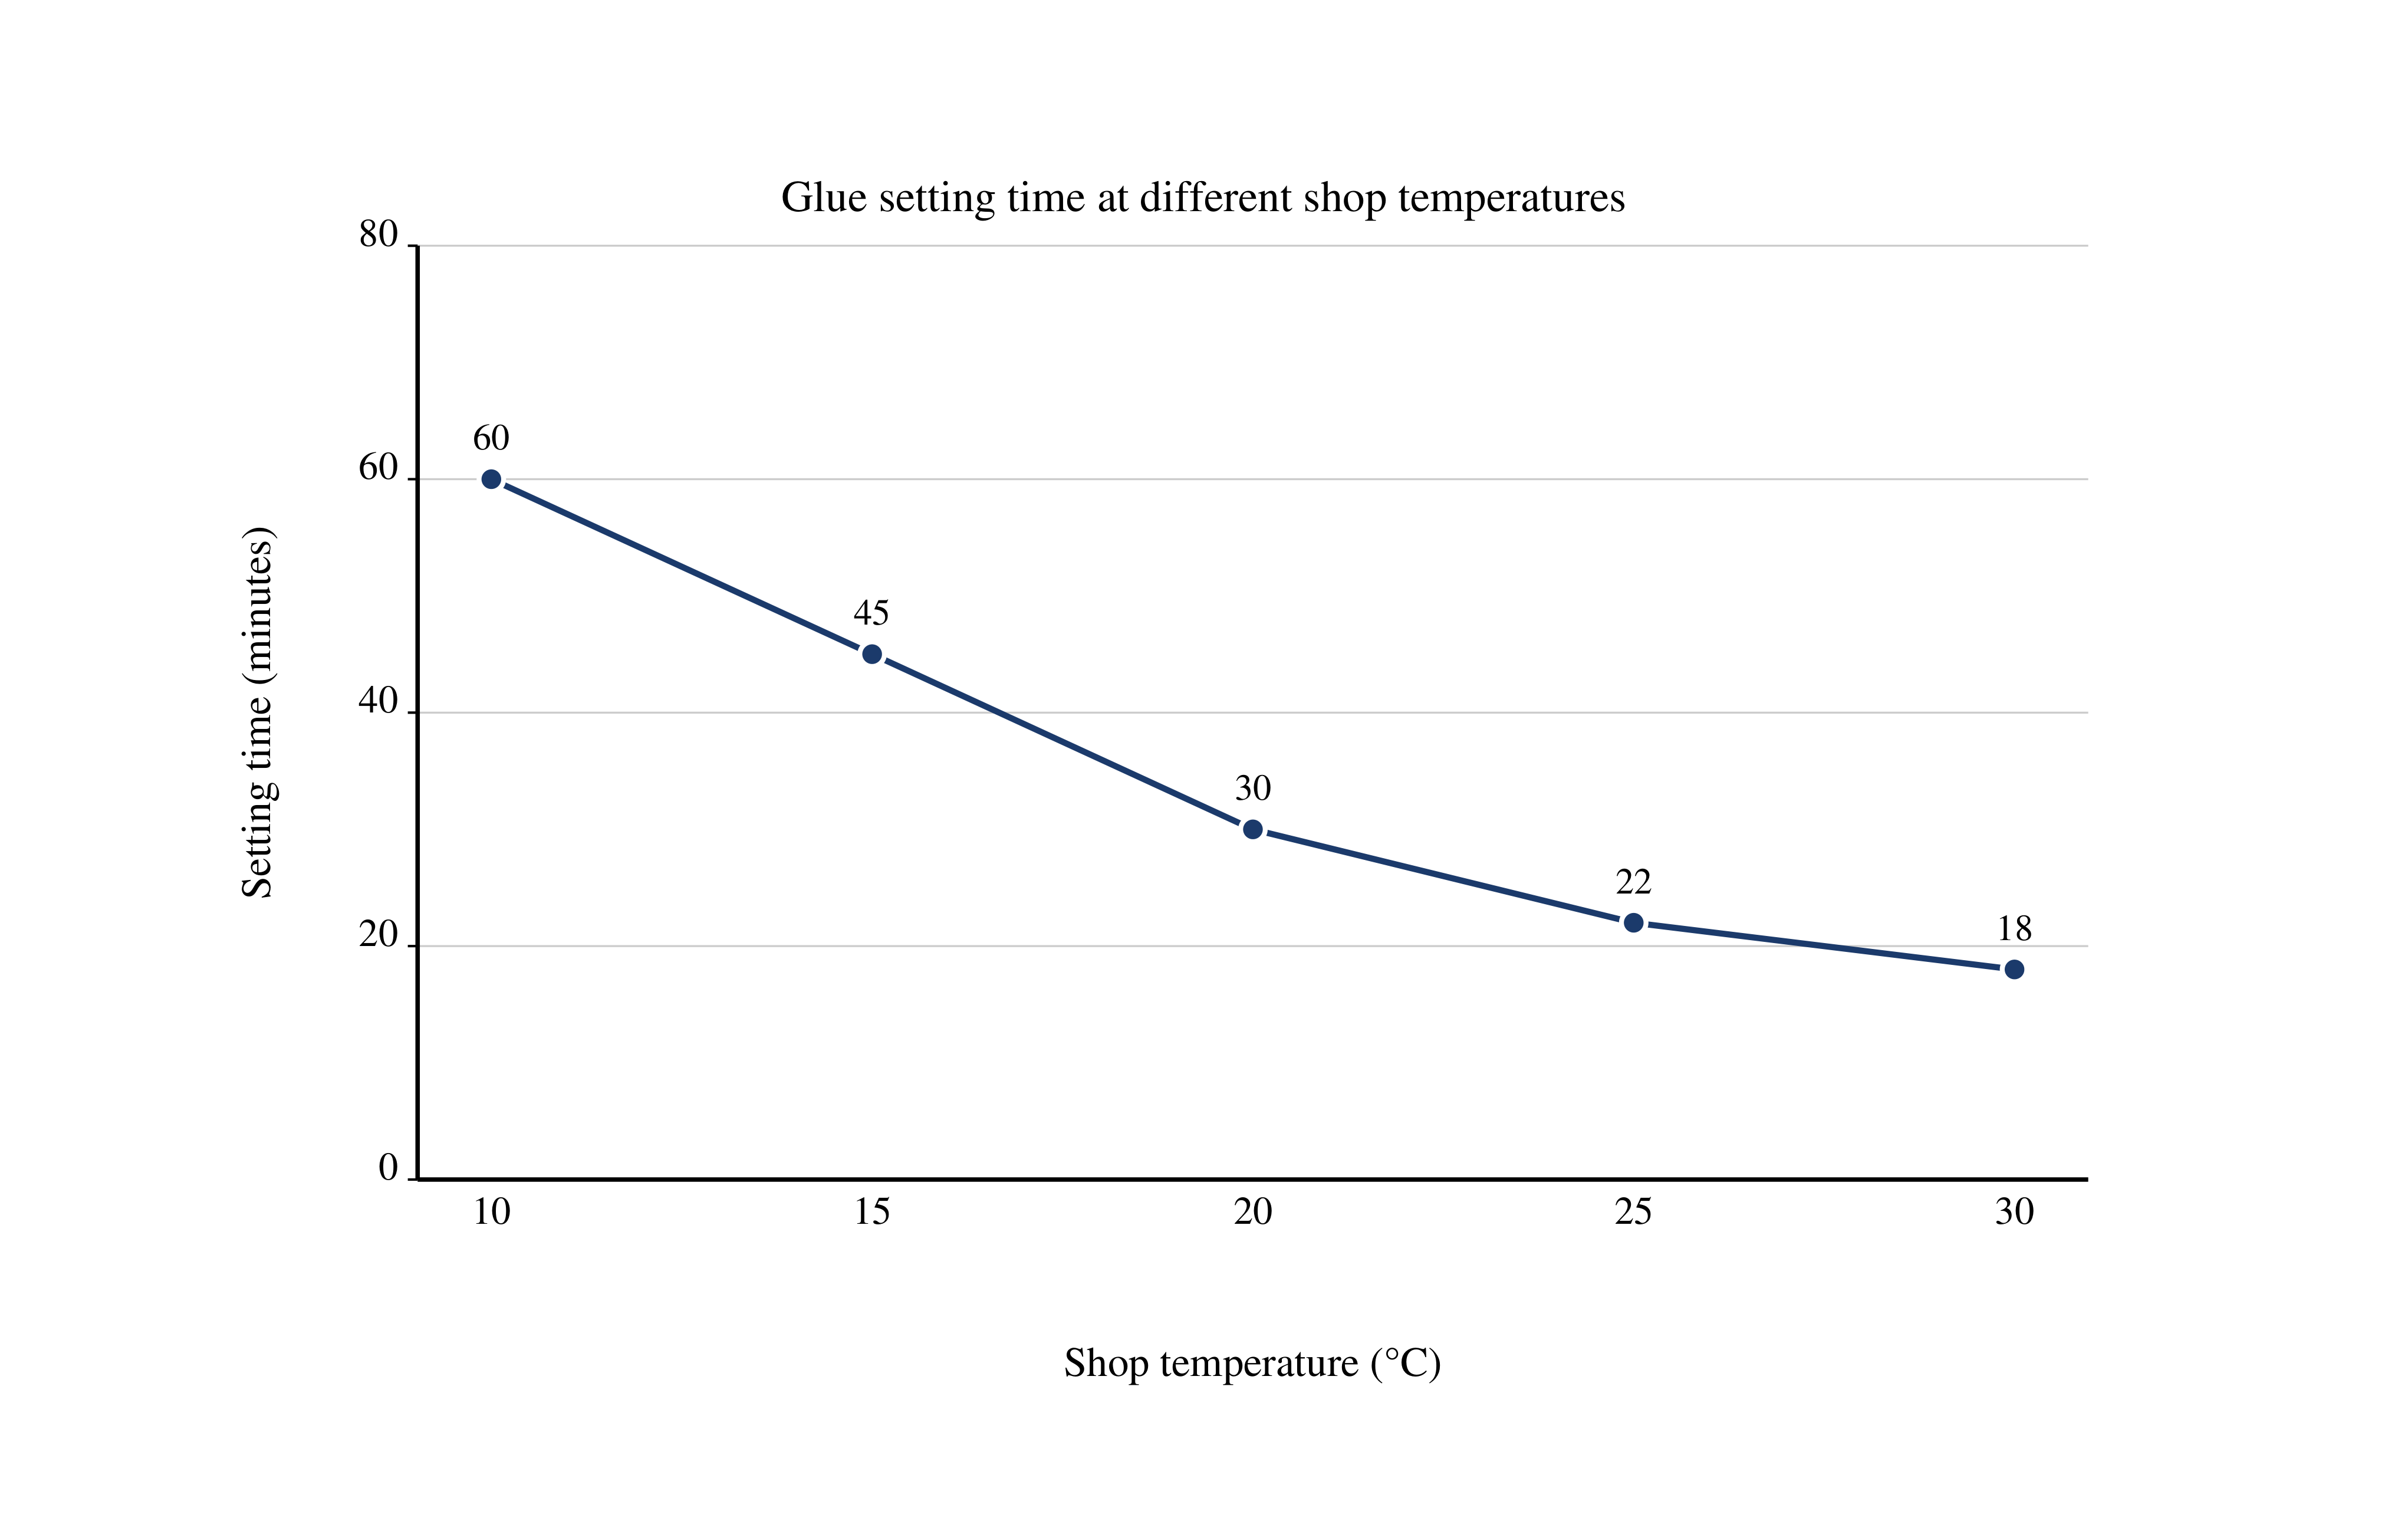 Glue setting time at different shop temperatures
80
60
40
20
0
Setting time (minutes)
60
45
30
22
18
10 15 20 25 30
Shop temperature (°C)